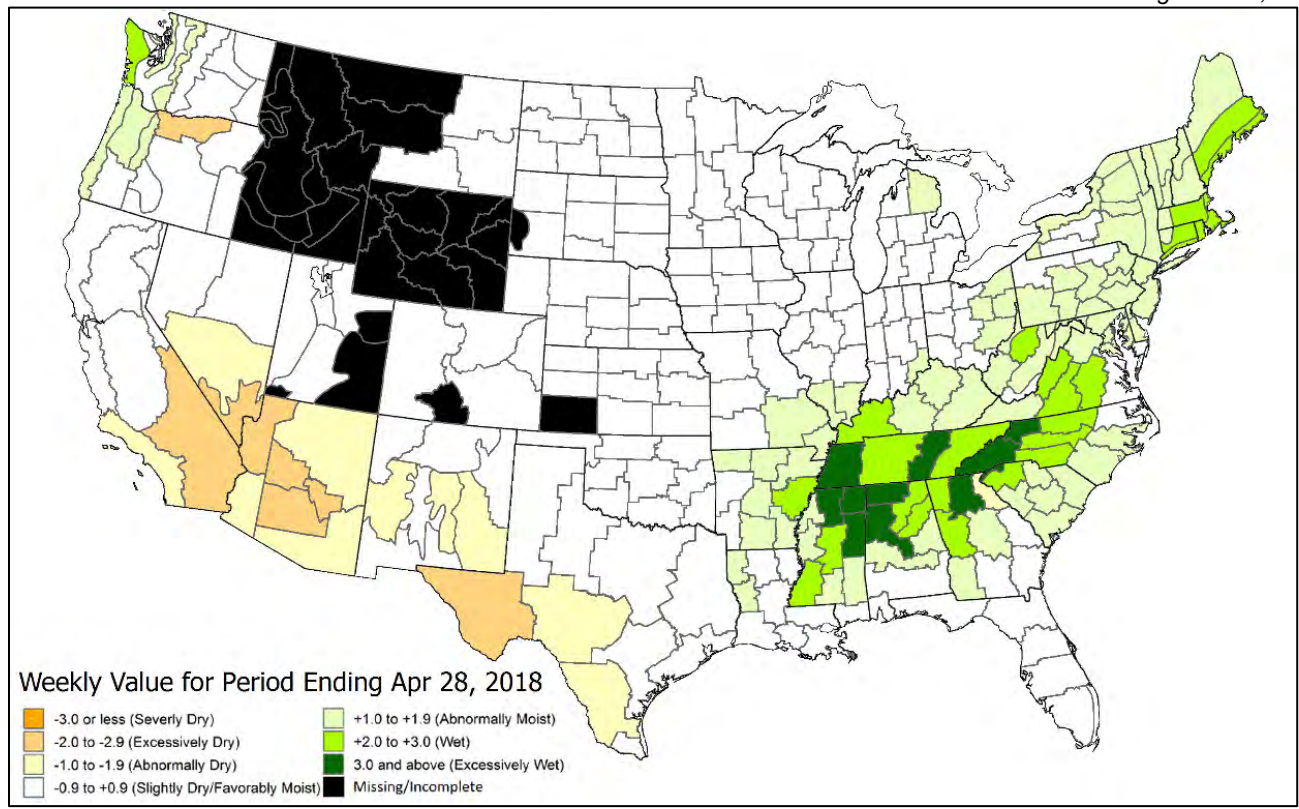 Weekly Value for Period Ending Apr 28, 2018
-3.0 or less (Severly Dry)
-2.0 to -2.9 (Excessively Dry)
-1.0 to -1.9 (Abnormally Dry)
-0.9 to +0.9 (Slightly Dry/Favorably Moist)
+1.0 to +1.9 (Abnormally Moist)
+2.0 to +3.0 (Wet)
3.0 and above (Excessively Wet)
Missing/Incomplete